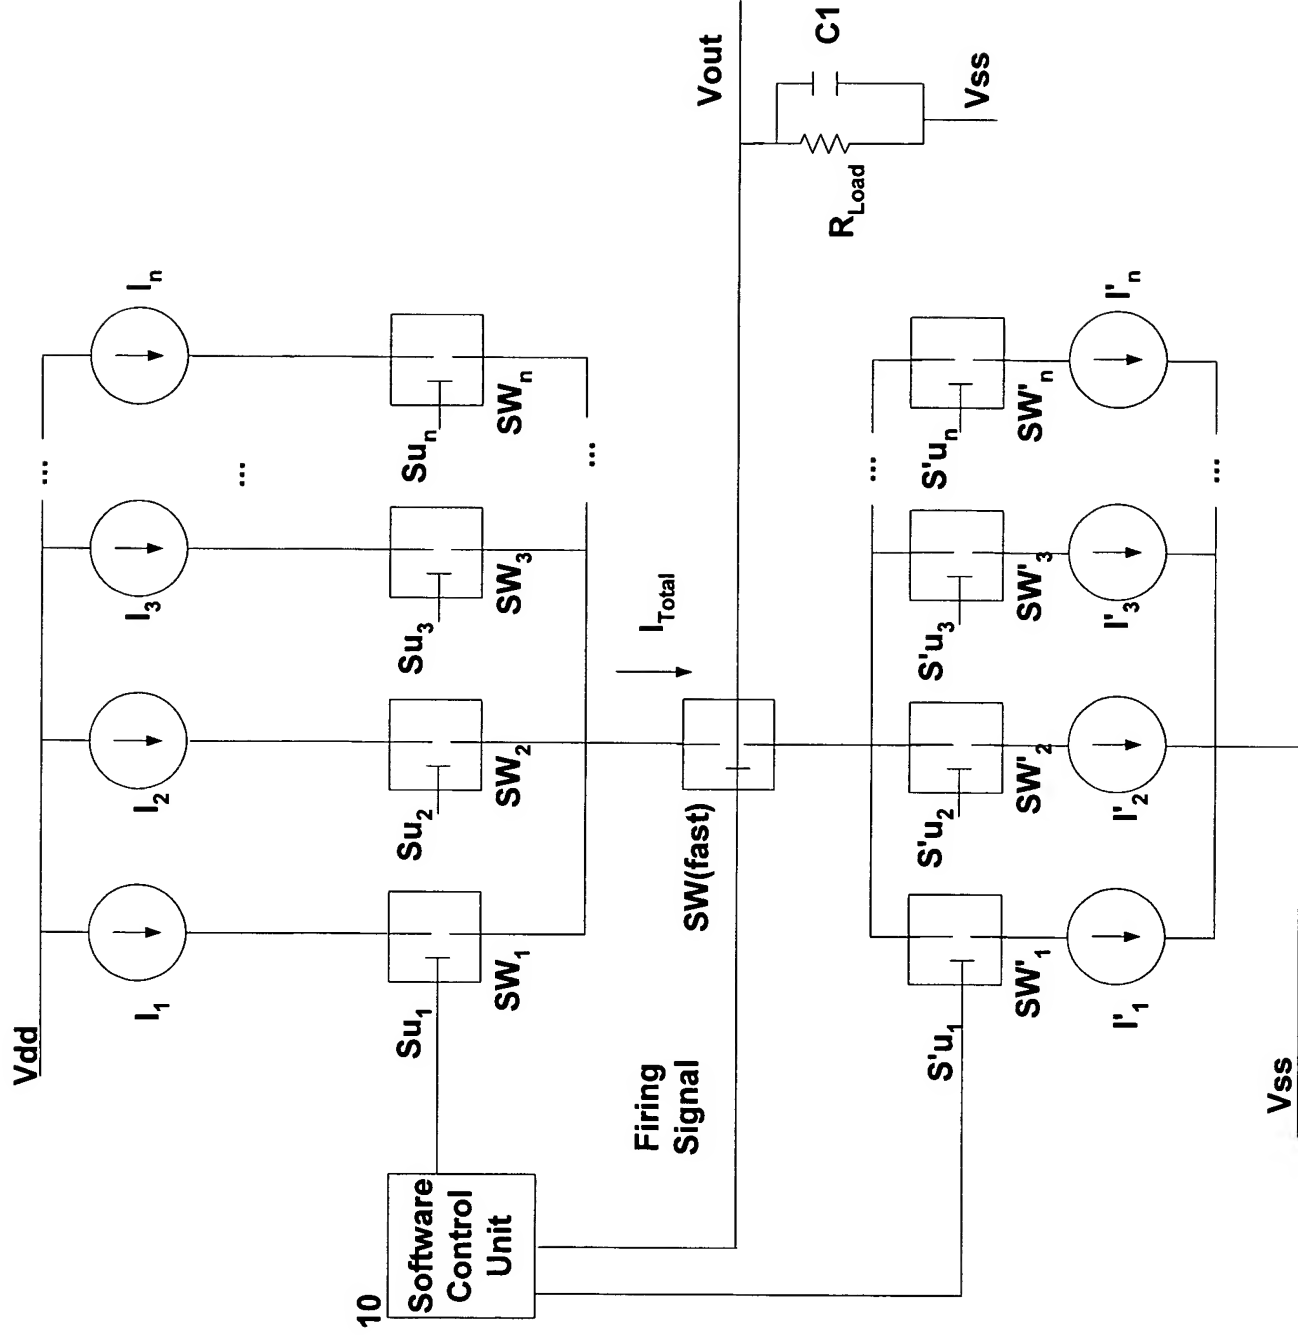 Vdd
I1
I2
I3
In
...
...
Su1
SW1
Su2
SW2
Su3
SW3
Sun
SWn
...
10
Software
Control
Unit
Firing
Signal
SW(fast)
ITotal
Vout
RLoad
C1
Vss
...
S'u1
SW'1
S'u2
SW'2
S'u3
SW'3
S'un
SW'n
I'1
I'2
I'3
I'n
...
Vss